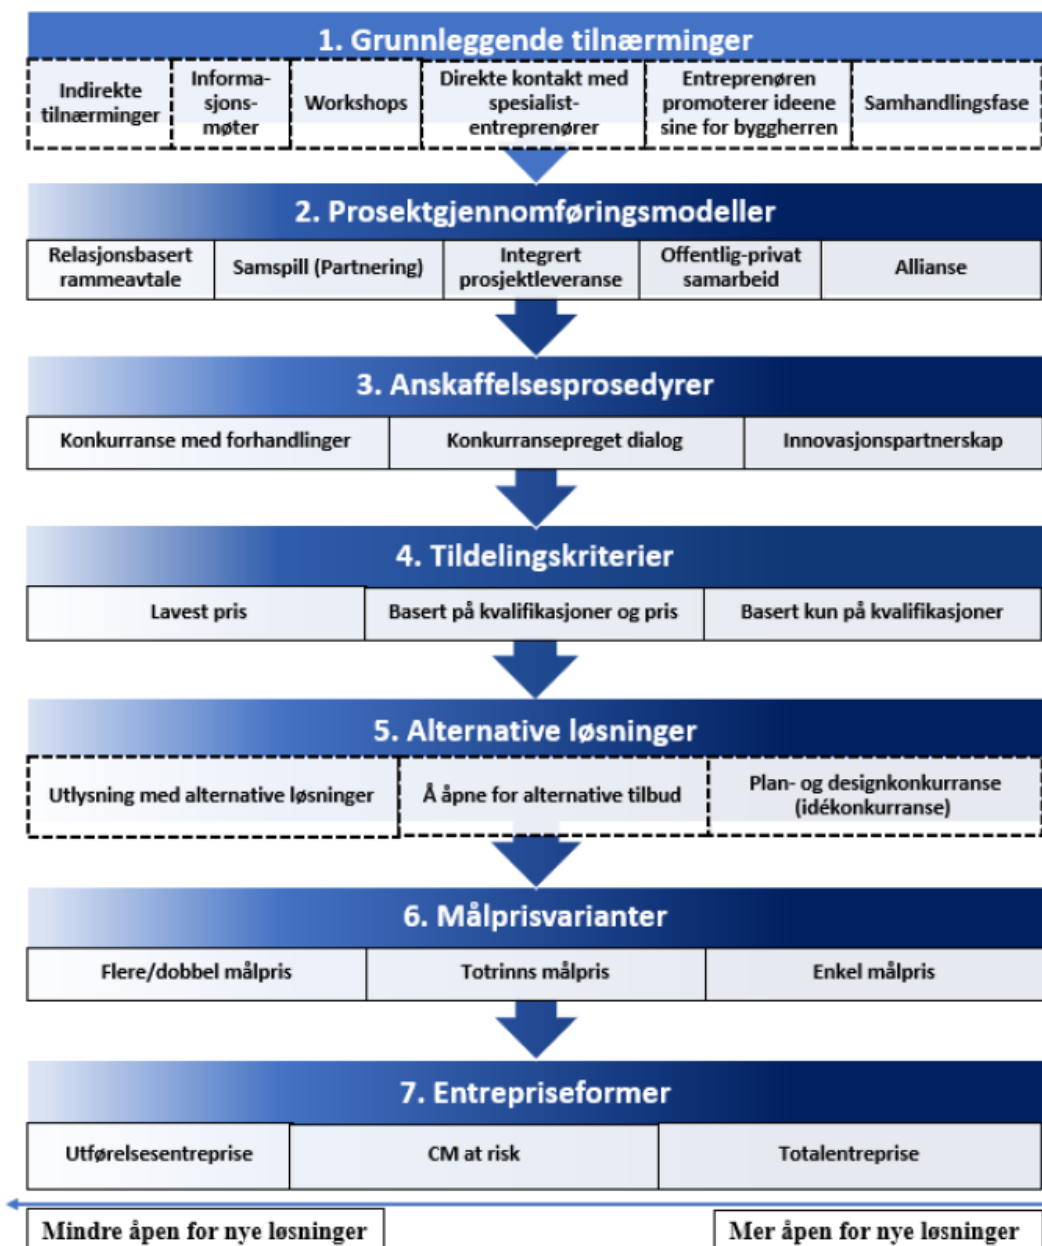 1. Grunnleggende tilnærminger
Indirekte
tilnærminger
Informa-
sjons-
møter
Workshops
Direkte kontakt med
spesialist-
entreprenører
Entreprenøren
promoterer ideene
sine for byggherren
Samhandlingsfase
2. Prosektgjennomføringsmodeller
Relasjonsbasert
rammeavtale
Samspill (Partnering)
Integrert
prosjektleveranse
Offentlig-privat
samarbeid
Allianse
3. Anskaffelsesprosedyrer
Konkurranse med forhandlinger
Konkurransepreget dialog
Innovasjonspartnerskap
4. Tildelingskriterier
Lavest pris
Basert på kvalifikasjoner og pris
Basert kun på kvalifikasjoner
5. Alternative løsninger
Utlysning med alternative løsninger
Å åpne for alternative tilbud
Plan- og designkonkurranse
(idékonkurranse)
6. Målprisvarianter
Flere/dobbel målpris
Totrinns målpris
Enkel målpris
7. Entrepriseformer
Utførelsesentreprise
CM at risk
Totalentreprise
Mindre åpen for nye løsninger
Mer åpen for nye løsninger